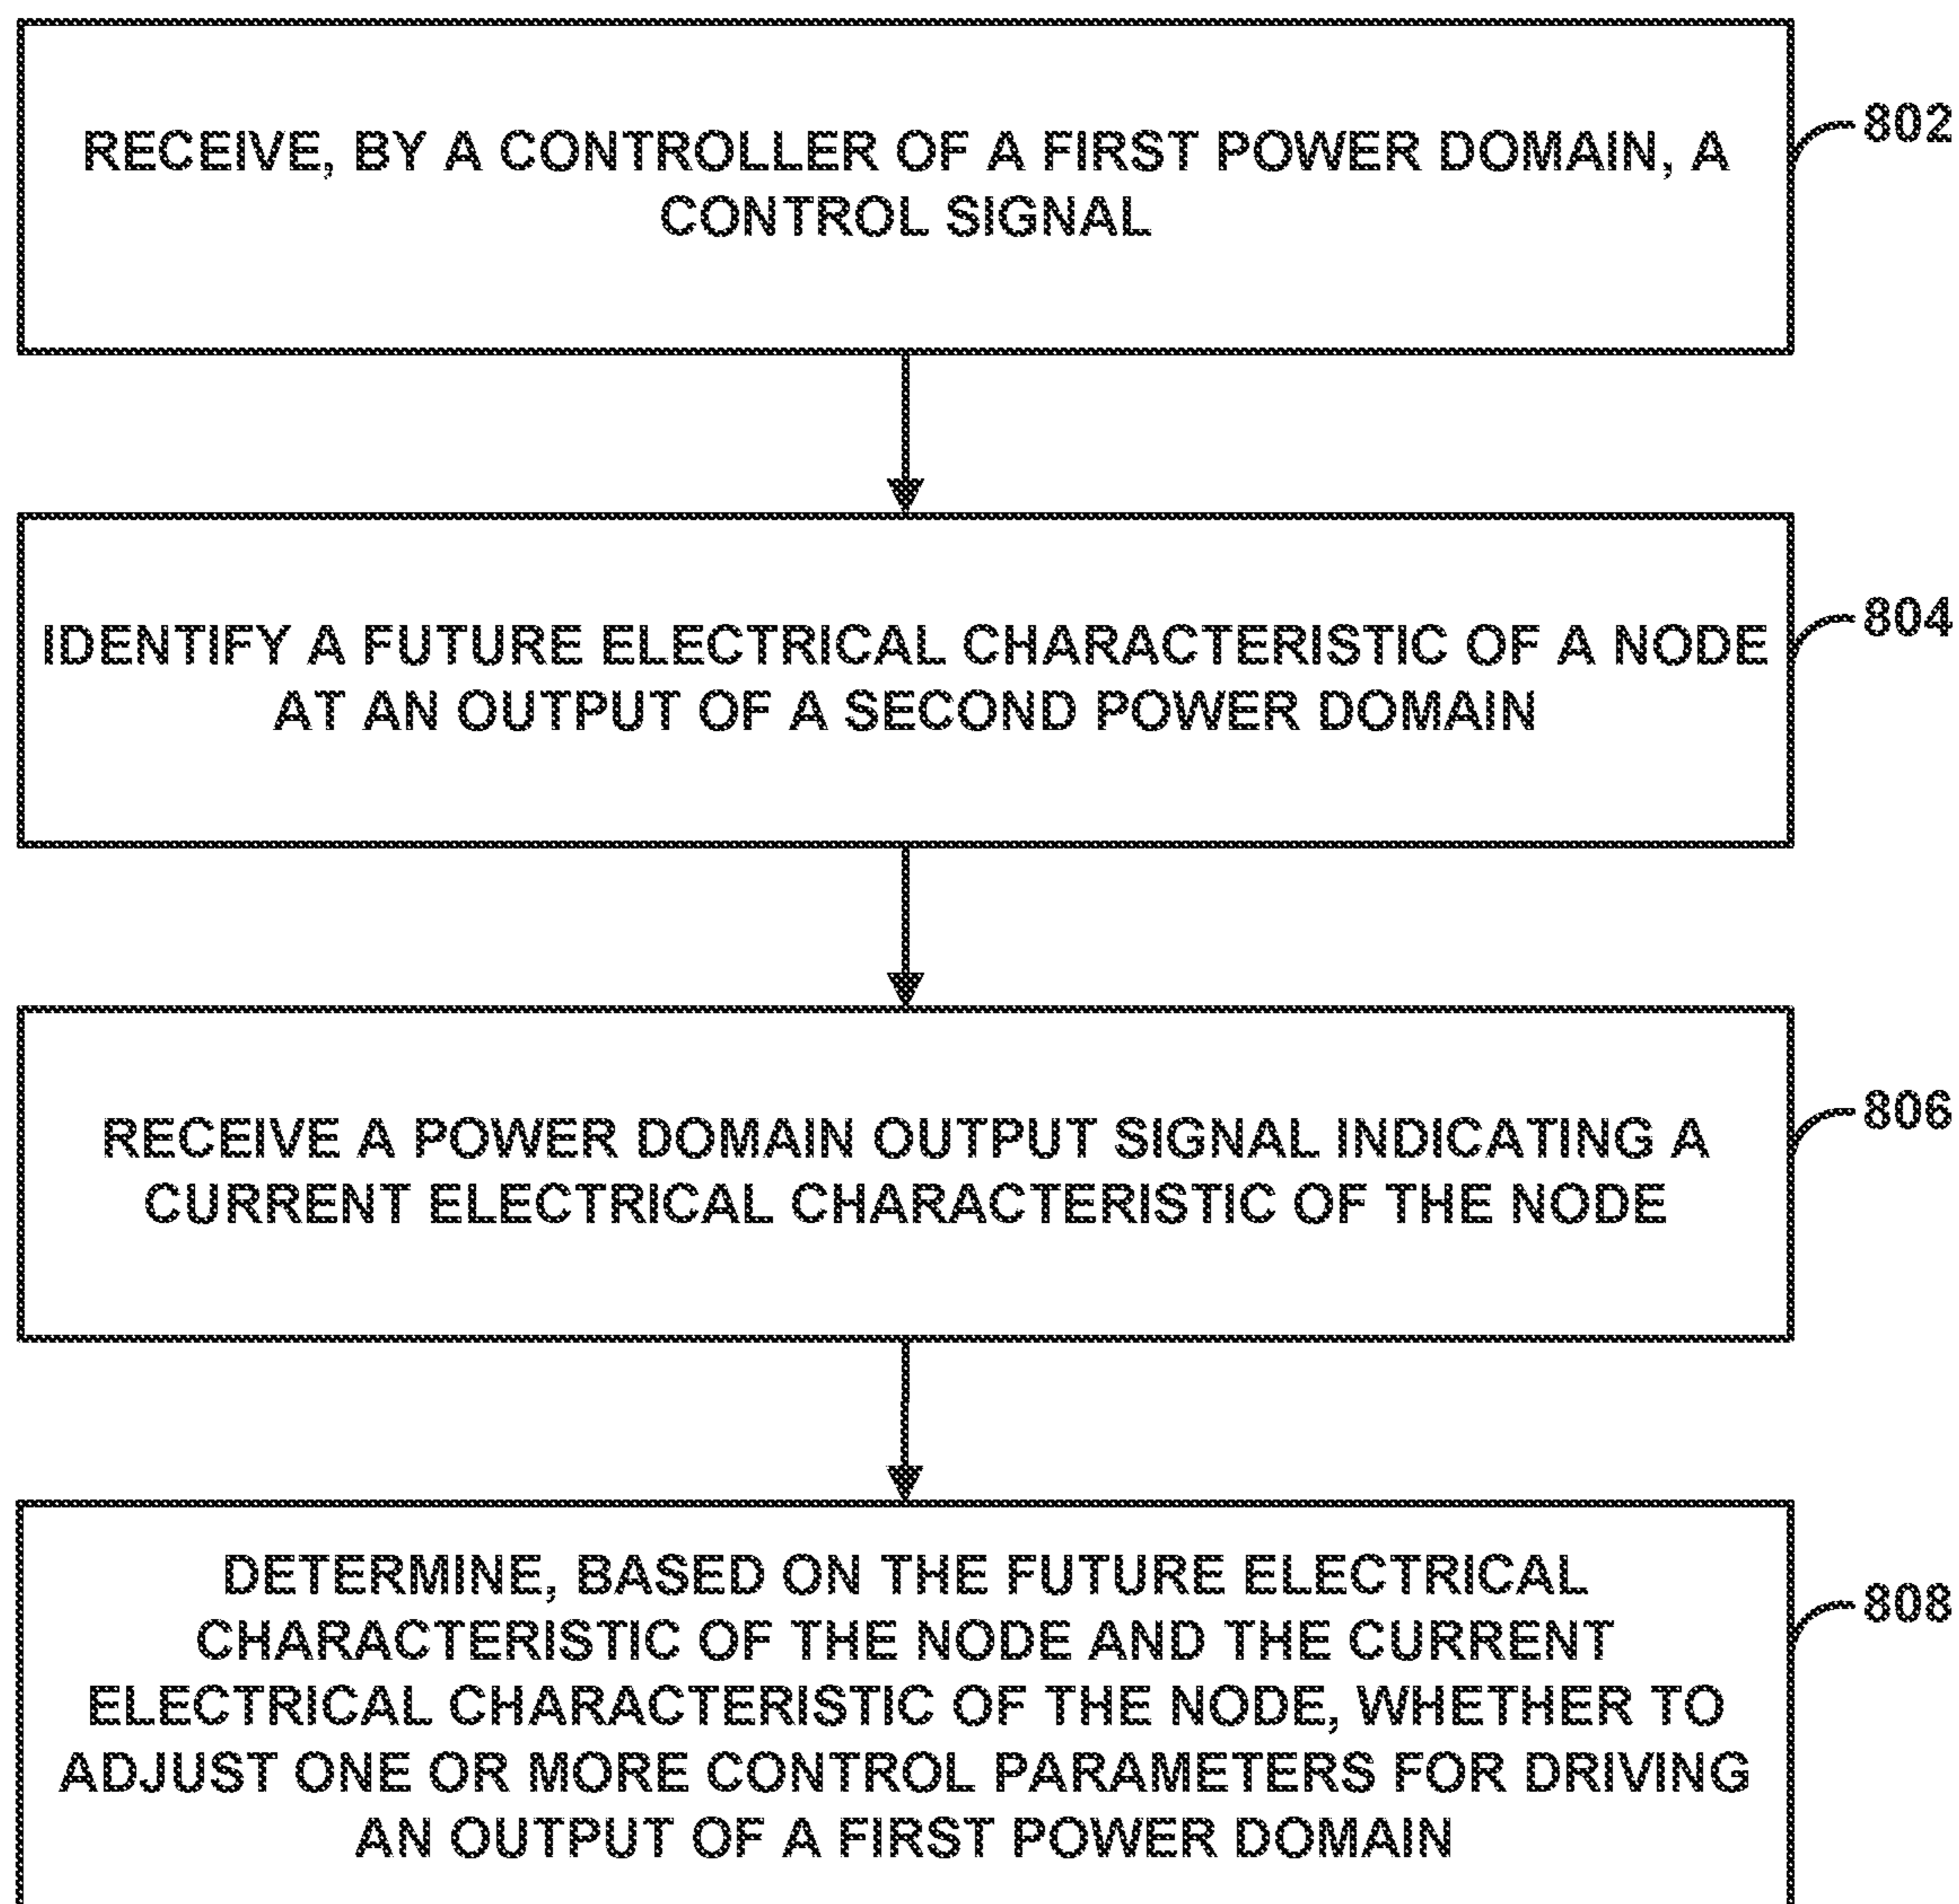 RECEIVE, BY A CONTROLLER OF A FIRST POWER DOMAIN, A
CONTROL SIGNAL
802
IDENTIFY A FUTURE ELECTRICAL CHARACTERISTIC OF A NODE
AT AN OUTPUT OF A SECOND POWER DOMAIN
804
RECEIVE A POWER DOMAIN OUTPUT SIGNAL INDICATING A
CURRENT ELECTRICAL CHARACTERISTIC OF THE NODE
806
DETERMINE, BASED ON THE FUTURE ELECTRICAL
CHARACTERISTIC OF THE NODE AND THE CURRENT
ELECTRICAL CHARACTERISTIC OF THE NODE, WHETHER TO
ADJUST ONE OR MORE CONTROL PARAMETERS FOR DRIVING
AN OUTPUT OF A FIRST POWER DOMAIN
808